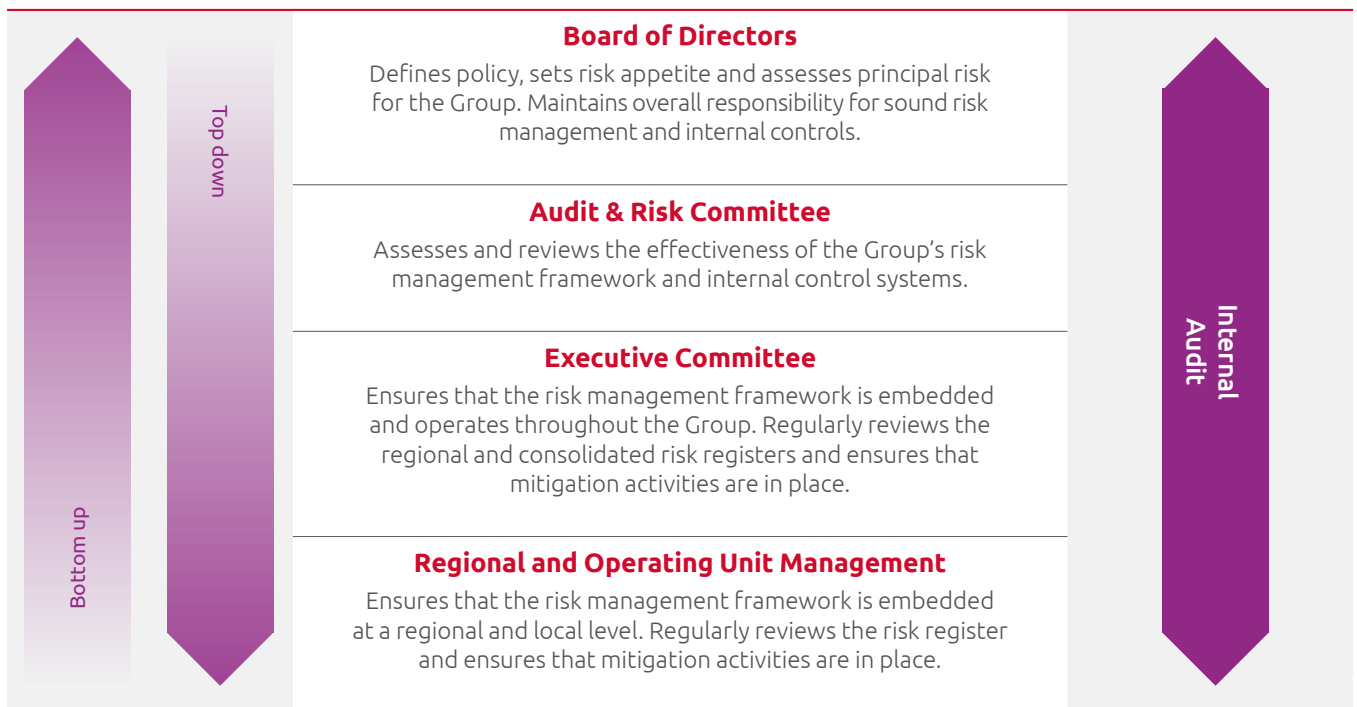 Board of Directors
Defines policy, sets risk appetite and assesses principal risk
for the Group. Maintains overall responsibility for sound risk
management and internal controls.
Audit & Risk Committee
Assesses and reviews the effectiveness of the Group’s risk
management framework and internal control systems.
Executive Committee
Ensures that the risk management framework is embedded
and operates throughout the Group. Regularly reviews the
regional and consolidated risk registers and ensures that
mitigation activities are in place.
Regional and Operating Unit Management
Ensures that the risk management framework is embedded
at a regional and local level. Regularly reviews the risk register
and ensures that mitigation activities are in place.
Bottom up
Top down
Internal
Audit